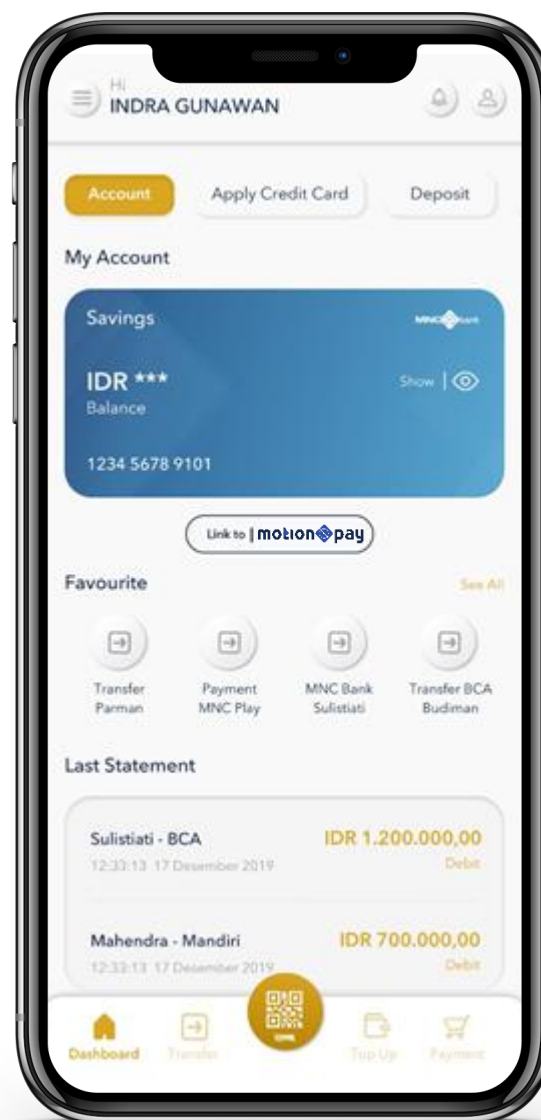 Hi
INDRA GUNAWAN
Account
Apply Credit Card
Deposit
My Account
Savings
MNC bank
IDR ***
Show |
Balance
1234 5678 9101
Link to | motion pay
Favourite
See All
Transfer
Parman
Payment
MNC Play
MNC Bank
Sulistiati
Transfer BCA
Budiman
Last Statement
Sulistiati - BCA
IDR 1.200.000,00
12:33:13 17 Desember 2019
Debit
Mahendra - Mandiri
IDR 700.000,00
12:33:13 17 Desember 2019
Debit
Dashboard
Transfer
Top Up
Payment